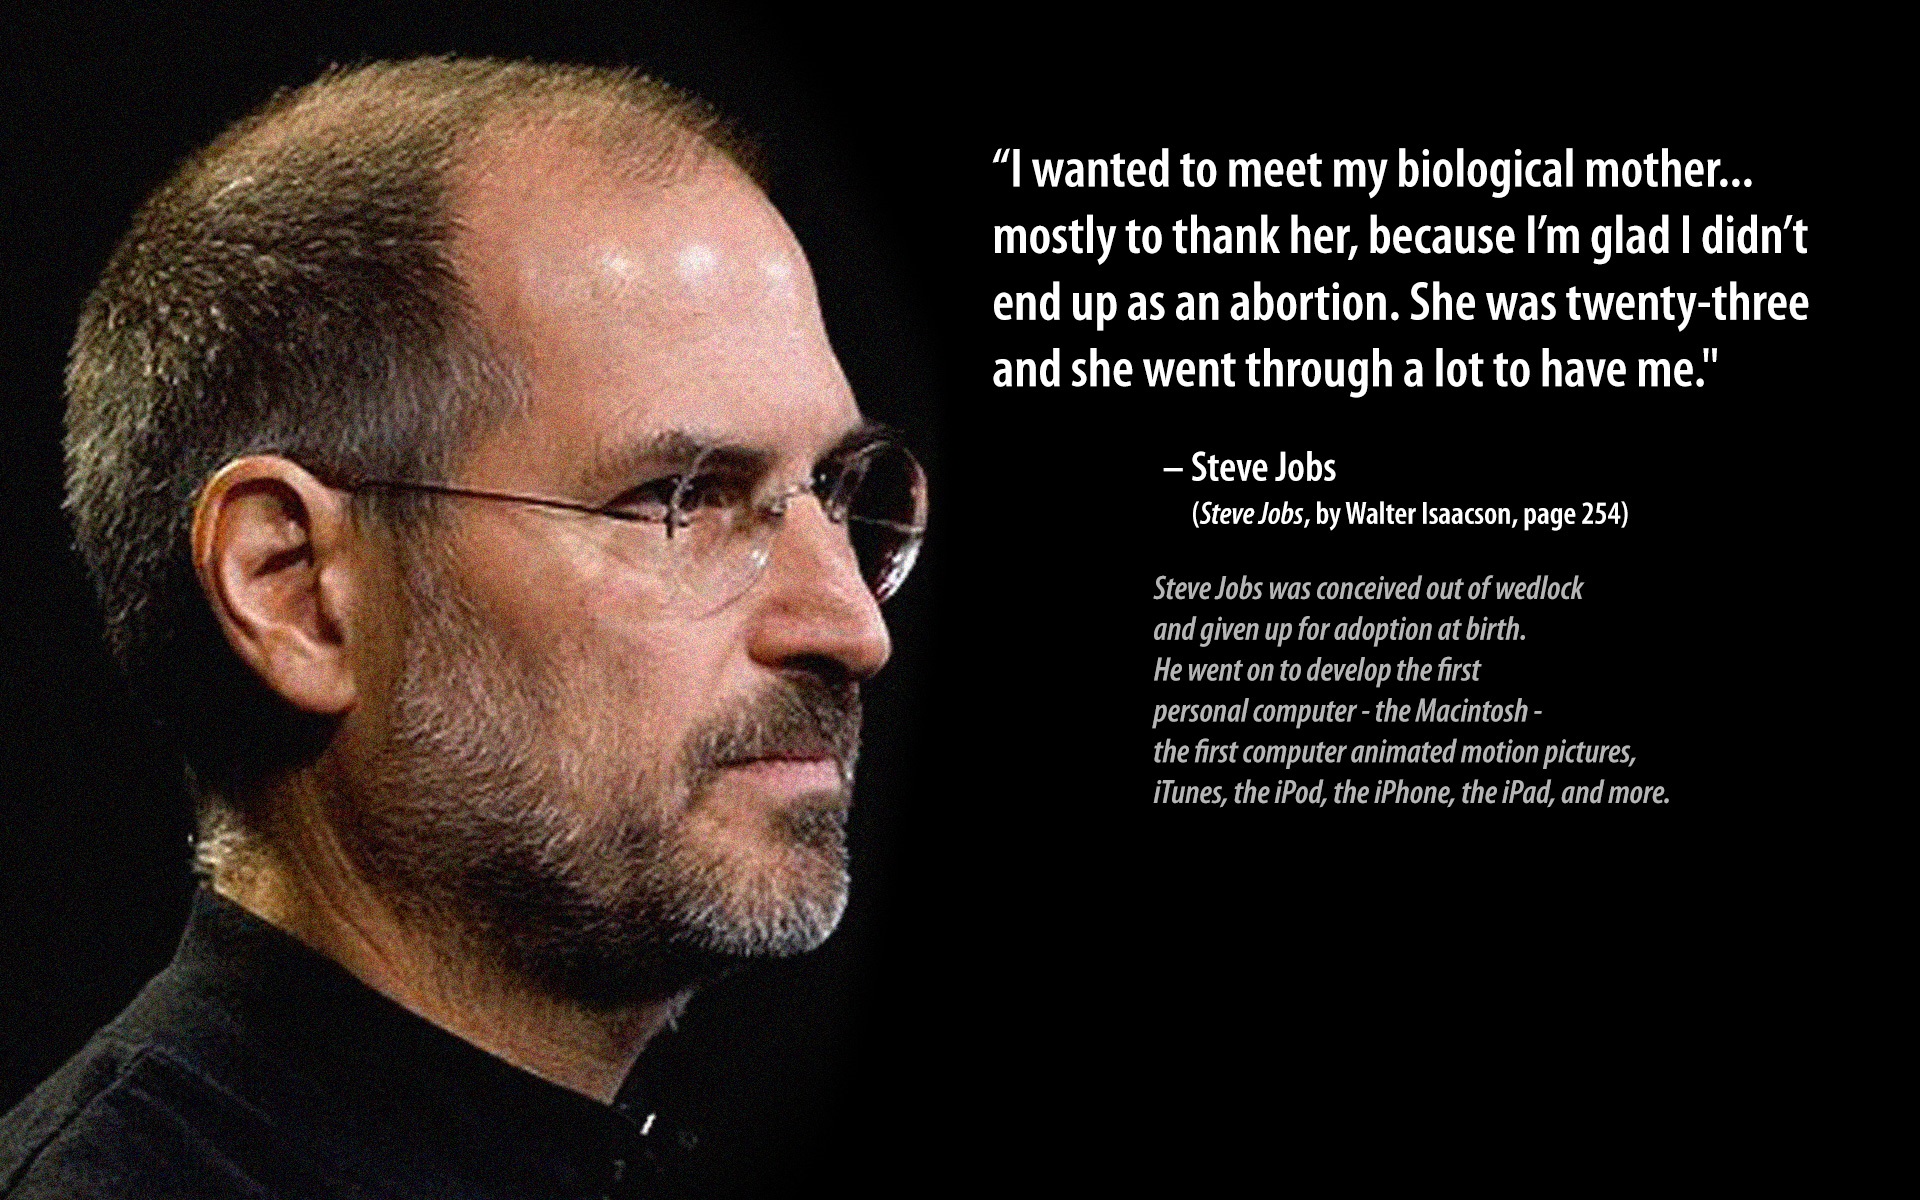 “I wanted to meet my biological mother...
mostly to thank her, because I’m glad I didn’t
end up as an abortion. She was twenty-three
and she went through a lot to have me."
– Steve Jobs
(Steve Jobs, by Walter Isaacson, page 254)
Steve Jobs was conceived out of wedlock
and given up for adoption at birth.
He went on to develop the first
personal computer - the Macintosh -
the first computer animated motion pictures,
iTunes, the iPod, the iPhone, the iPad, and more.